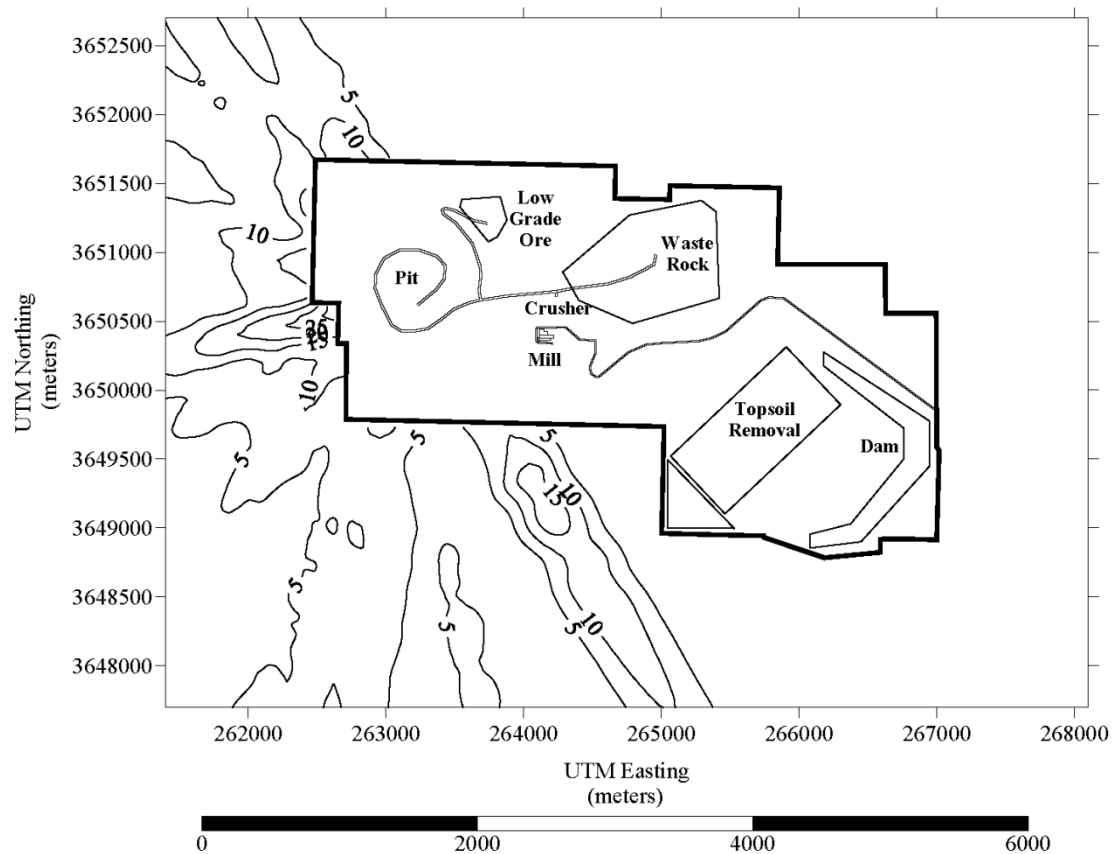 3652500
3652000
3651500
3651000
3650500
3650000
3649500
3649000
3648500
3648000
UTM Northing
(meters)
5
10
10
10
5
5
5
5
5
15
10
5
10
Low
Grade
Ore
Waste
Rock
Pit
Crusher
Mill
Topsoil
Removal
Dam
262000
263000
264000
265000
266000
267000
268000
UTM Easting
(meters)
0
2000
4000
6000